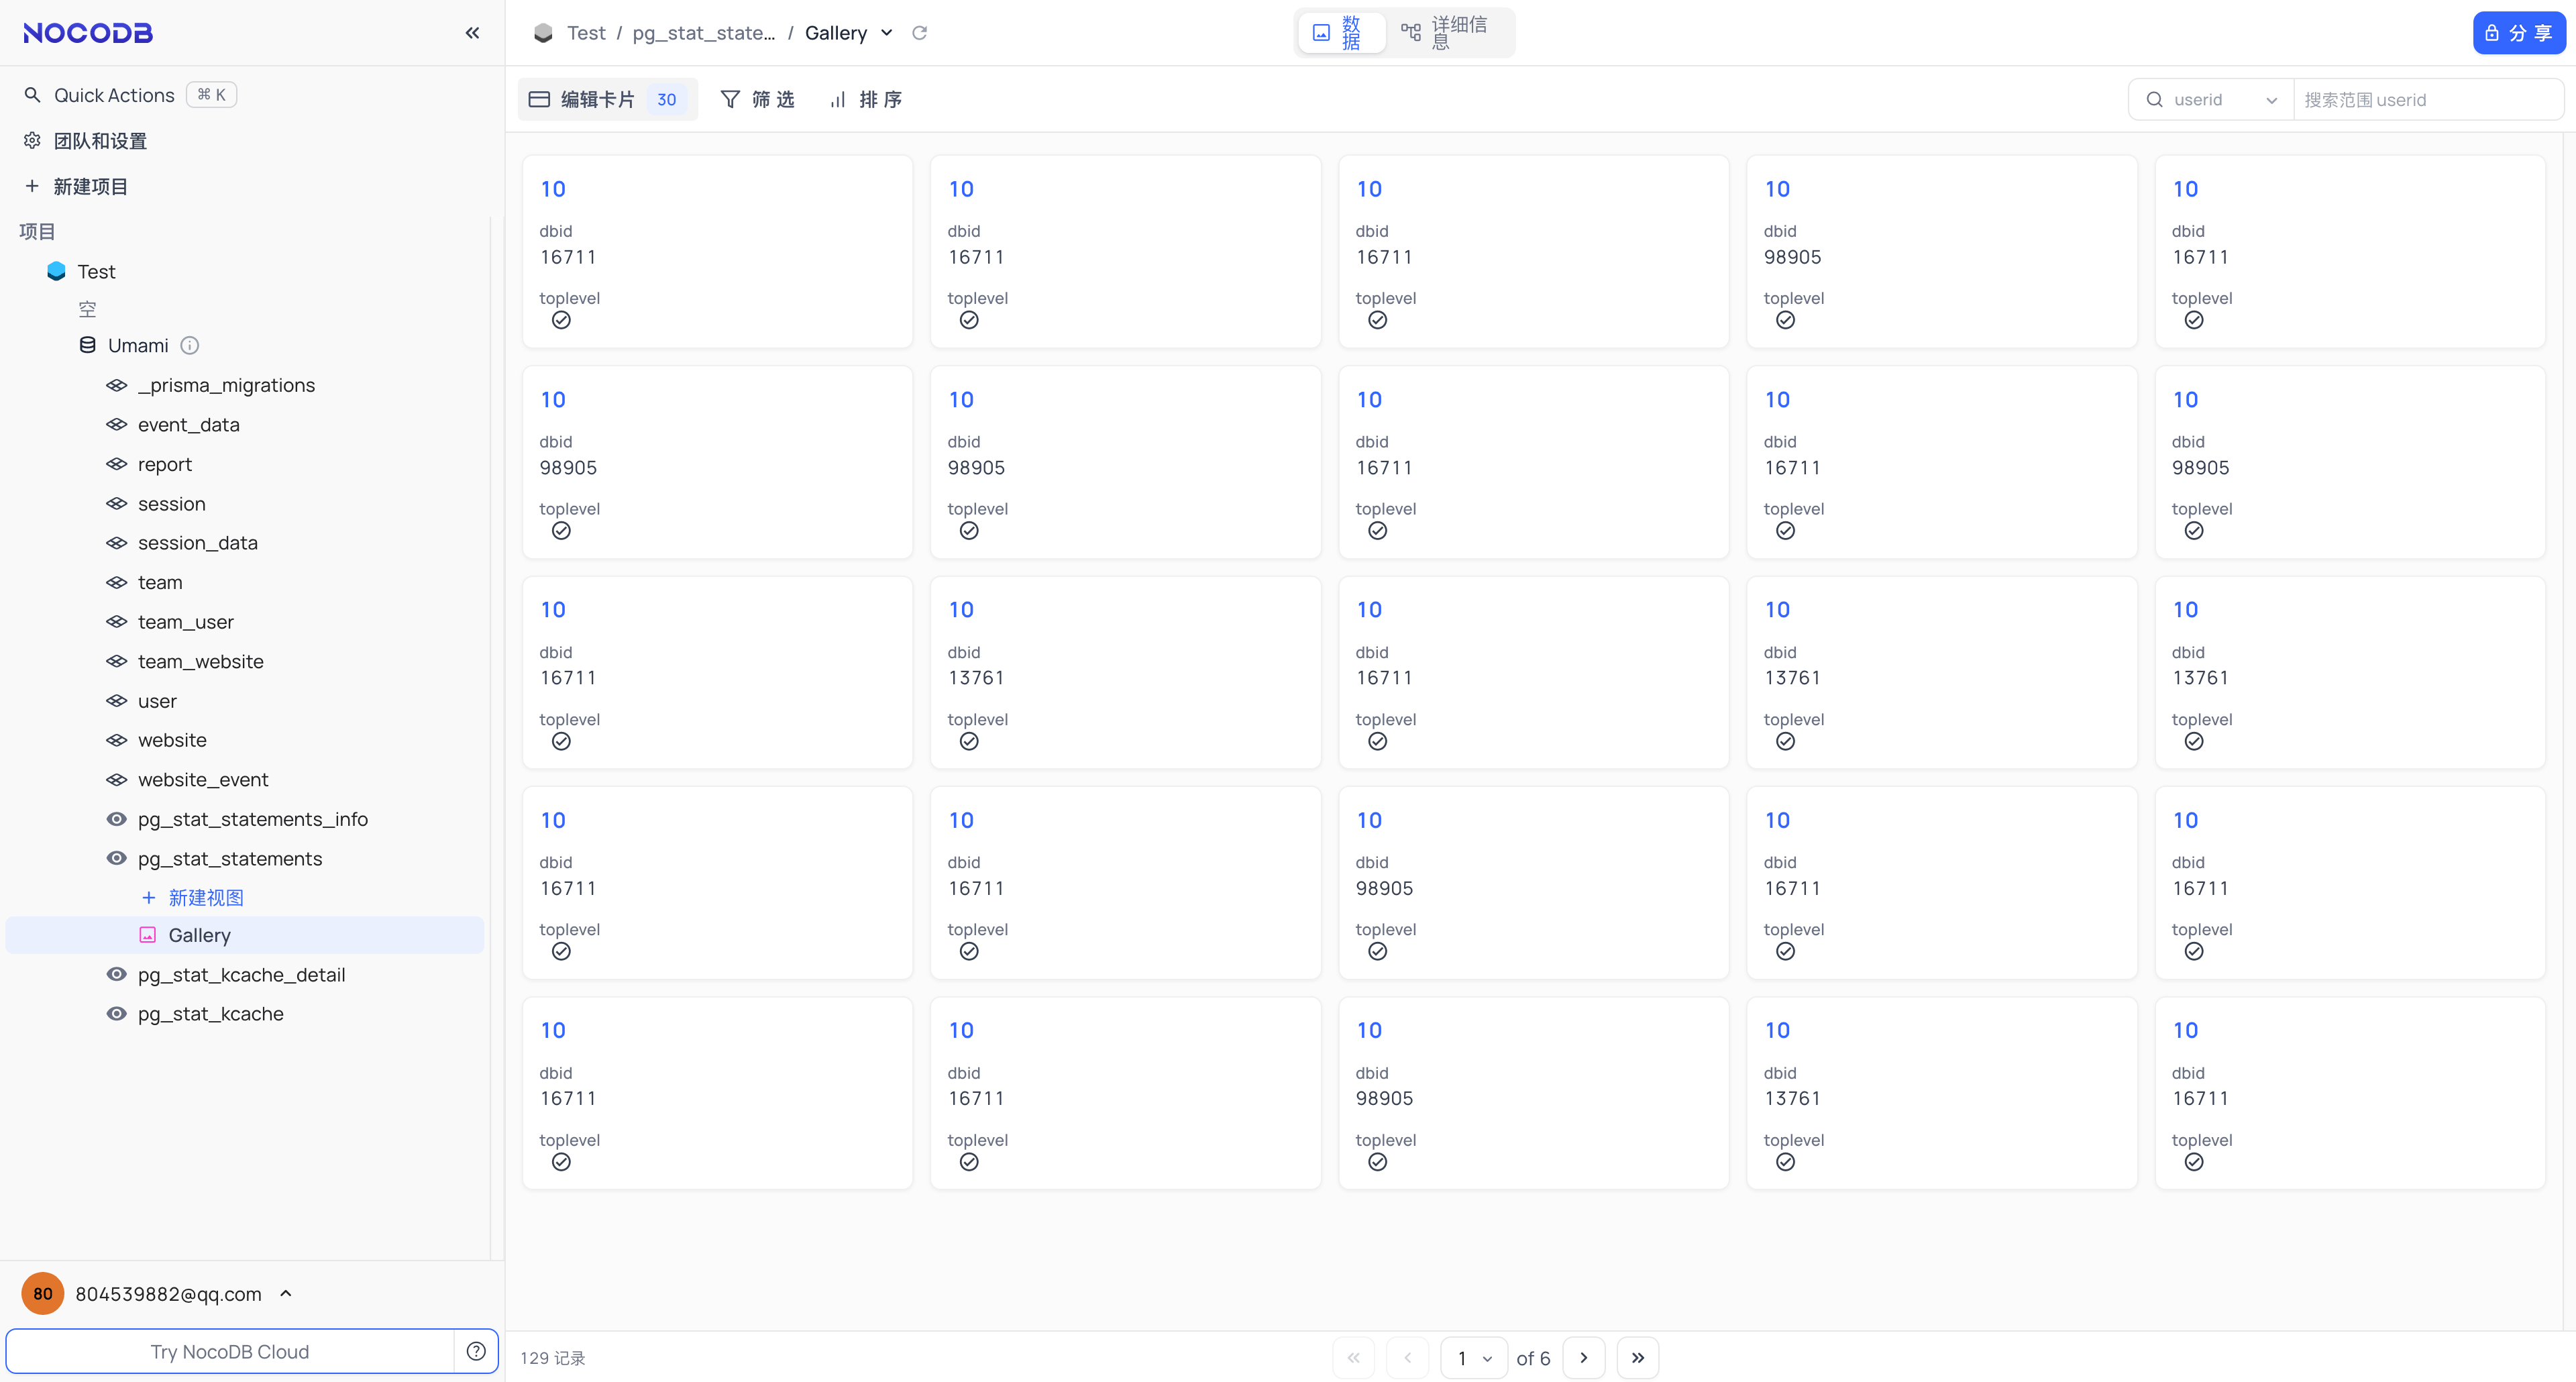 NOCODB
Quick Actions ⌘ K
团队和设置
新建项目
项目
Test
空
Umami
_prisma_migrations
event_data
report
session
session_data
team
team_user
team_website
user
website
website_event
pg_stat_statements_info
pg_stat_statements
新建视图
Gallery
pg_stat_kcache_detail
pg_stat_kcache
80 804539882@qq.com
Try NocoDB Cloud
Test / pg_stat_state... / Gallery
数据
详细信息
分 享
编辑卡片 30 筛 选 排 序
userid 搜索范围 userid
10 10 10 10 10
dbid dbid dbid dbid dbid
16711 16711 16711 98905 16711
toplevel toplevel toplevel toplevel toplevel
10 10 10 10 10
dbid dbid dbid dbid dbid
98905 98905 16711 16711 98905
toplevel toplevel toplevel toplevel toplevel
10 10 10 10 10
dbid dbid dbid dbid dbid
16711 13761 16711 13761 13761
toplevel toplevel toplevel toplevel toplevel
10 10 10 10 10
dbid dbid dbid dbid dbid
16711 16711 98905 16711 16711
toplevel toplevel toplevel toplevel toplevel
10 10 10 10 10
dbid dbid dbid dbid dbid
16711 16711 98905 13761 16711
toplevel toplevel toplevel toplevel toplevel
129 记录 1 of 6